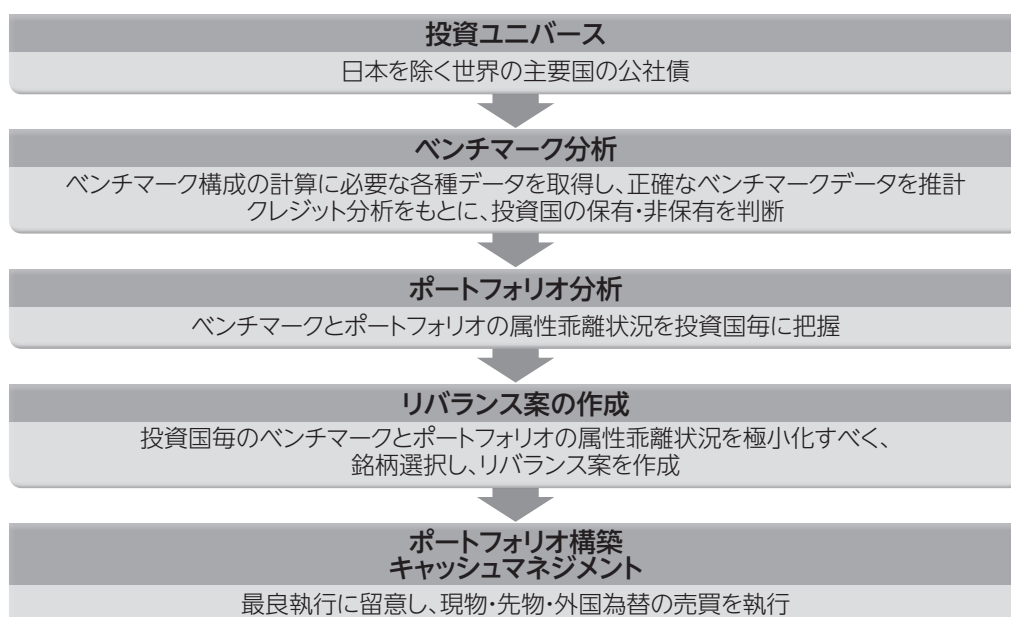 投資ユニバース
日本を除く世界の主要国の公社債
ベンチマーク分析
ベンチマーク構成の計算に必要な各種データを取得し、正確なベンチマークデータを推計
クレジット分析をもとに、投資国の保有・非保有を判断
ポートフォリオ分析
ベンチマークとポートフォリオの属性乖離状況を投資国毎に把握
リバランス案の作成
投資国毎のベンチマークとポートフォリオの属性乖離状況を極小化すべく、
銘柄選択し、リバランス案を作成
ポートフォリオ構築
キャッシュマネジメント
最良執行に留意し、現物・先物・外国為替の売買を執行